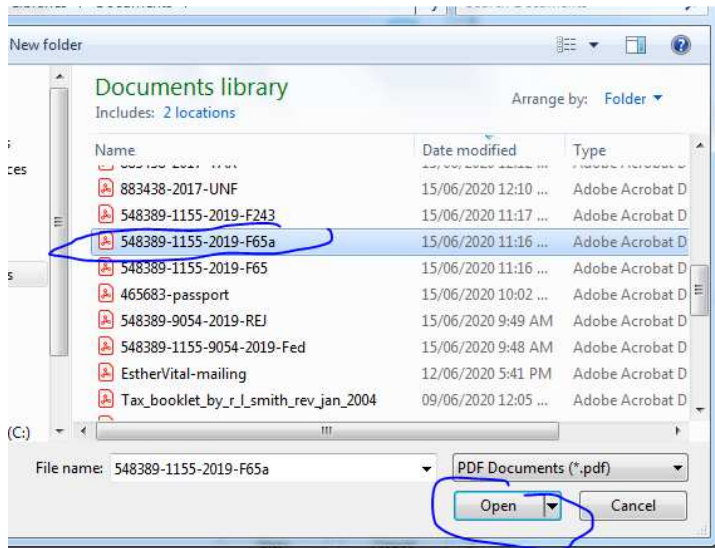 New folder
Documents library
Includes: 2 locations
Arrange by: Folder
Name Date modified Type
883438-2017-UNF 15/06/2020 12:10 ... Adobe Acrobat D
548389-1155-2019-F243 15/06/2020 11:17 ... Adobe Acrobat D
548389-1155-2019-F65a 15/06/2020 11:16 ... Adobe Acrobat D
548389-1155-2019-F65 15/06/2020 11:16 ... Adobe Acrobat D
465683-passport 15/06/2020 10:02 ... Adobe Acrobat D
548389-9054-2019-REJ 15/06/2020 9:49 AM Adobe Acrobat D
548389-1155-9054-2019-Fed 15/06/2020 9:48 AM Adobe Acrobat D
EstherVital-mailing 12/06/2020 5:41 PM Adobe Acrobat D
Tax_booklet_by_r_l_smith_rev_jan_2004 09/06/2020 12:05 ... Adobe Acrobat D
(C:)
File name: 548389-1155-2019-F65a PDF Documents (*.pdf)
Open Cancel